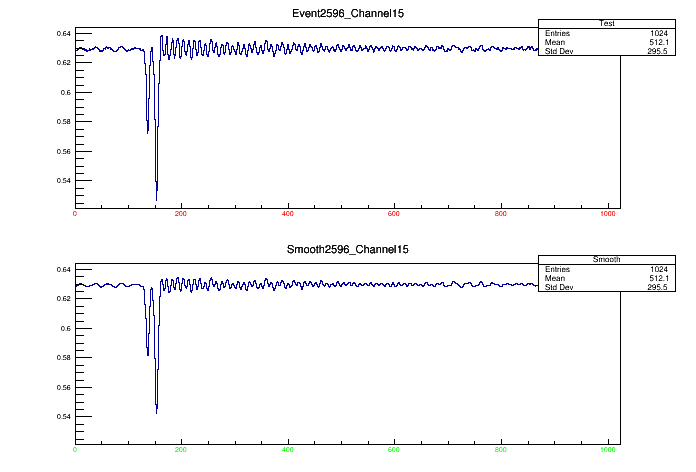 Event2596_Channel15
Test
Entries 1024
Mean 512.1
Std Dev 295.5
0.64
0.62
0.6
0.58
0.56
0.54
0 200 400 600 800 1000
Smooth2596_Channel15
Smooth
Entries 1024
Mean 512.1
Std Dev 295.5
0.64
0.62
0.6
0.58
0.56
0.54
0 200 400 600 800 1000